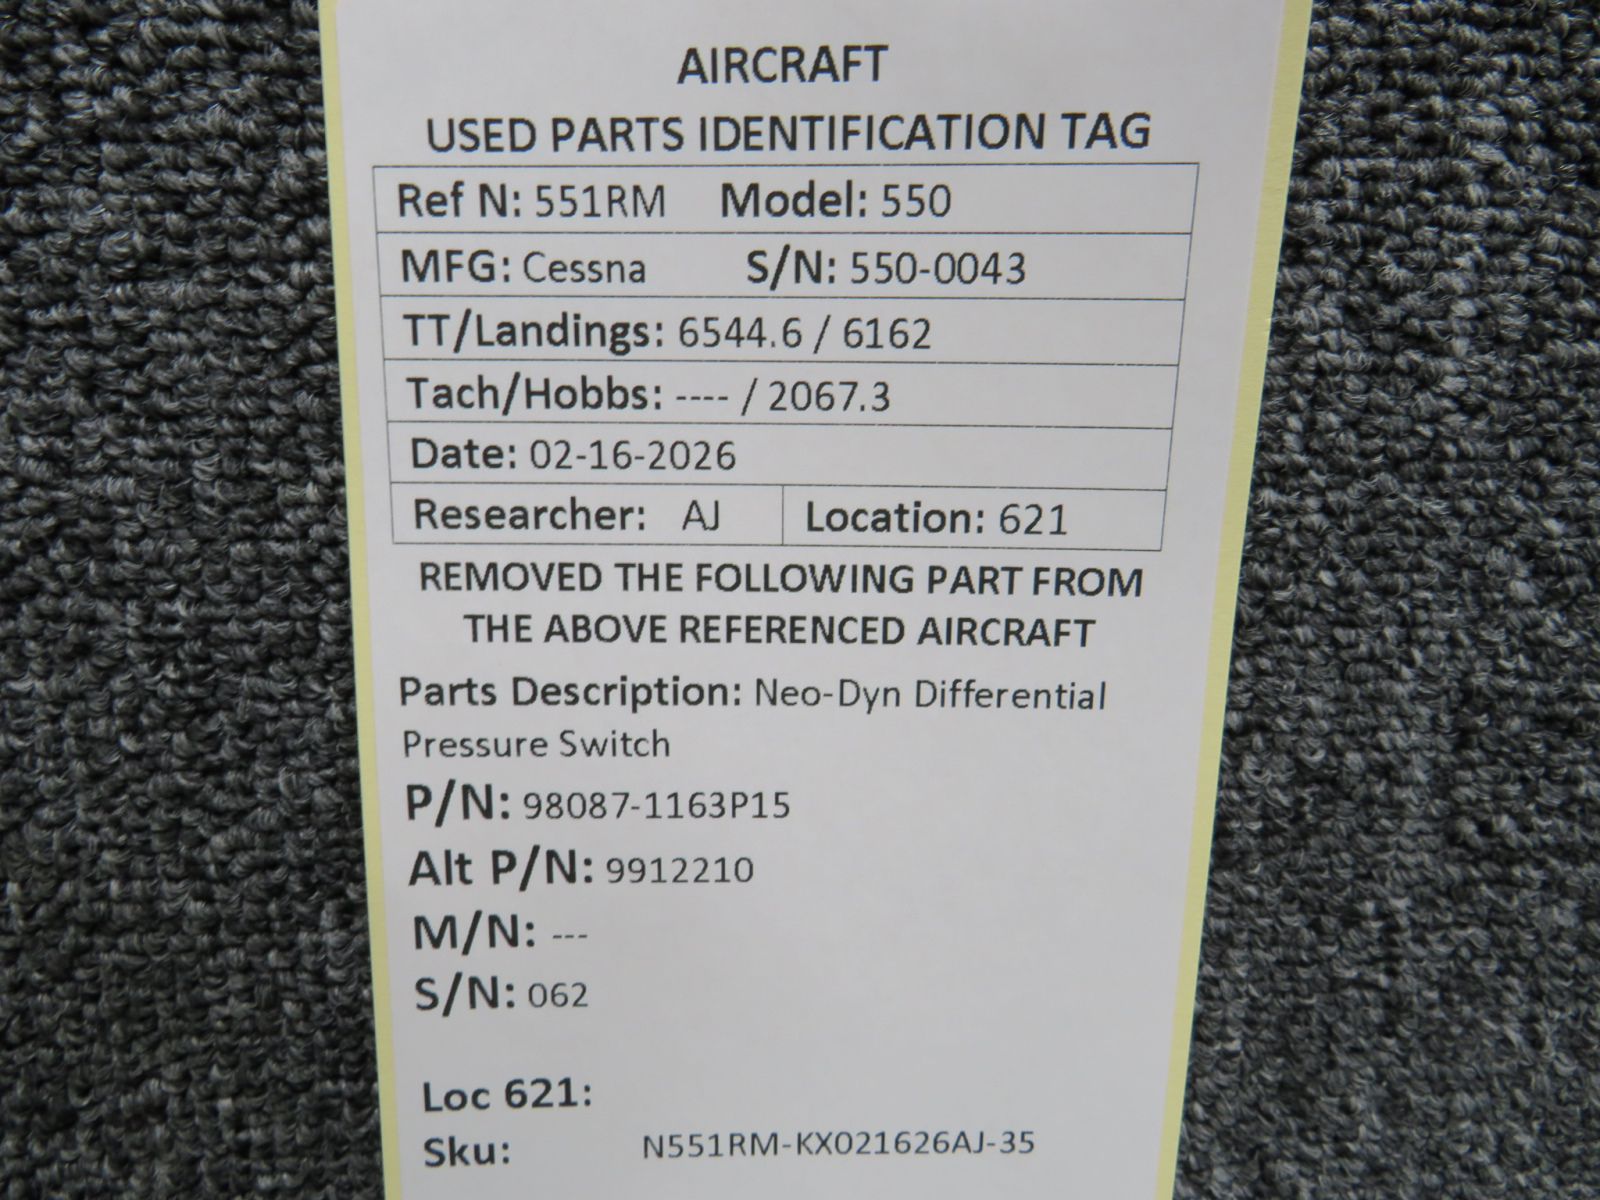 AIRCRAFT
USED PARTS IDENTIFICATION TAG
Ref N: 551RM Model: 550
MFG: Cessna S/N: 550-0043
TT/Landings: 6544.6 / 6162
Tach/Hobbs: ---- / 2067.3
Date: 02-16-2026
Researcher: AJ Location: 621
REMOVED THE FOLLOWING PART FROM
THE ABOVE REFERENCED AIRCRAFT
Parts Description: Neo-Dyn Differential
Pressure Switch
P/N: 98087-1163P15
Alt P/N: 9912210
M/N: ---
S/N: 062
Loc 621:
Sku: N551RM-KX021626AJ-35